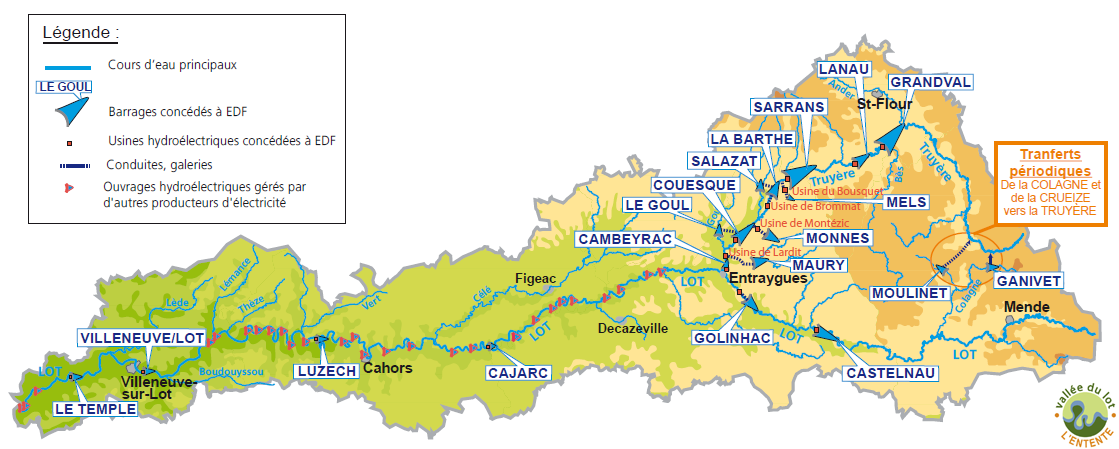 Légende :
Cours d'eau principaux
LE GOUL
Barrages concédés à EDF
Usines hydroélectriques concédées à EDF
Conduites, galeries
Ouvrages hydroélectriques gérés par
d'autres producteurs d'électricité
LANAU
GRANDVAL
Ander
St-Flour
SARRANS
LA BARTHE
SALAZAT
Truyère
Bès
Truyère
COUESQUE
Usine du Bousquet
MELS
LE GOUL
Usine de Brommat
Goul
Usine de Montézic
CAMBEYRAC
MONNES
Usine de Lardit
MAURY
Entraygues
LOT
Tranferts
périodiques
De la COLAGNE et
de la CRUEIZE
vers la TRUYÈRE
MOULINET
GANIVET
Colagne
Mende
GOLINHAC
LOT
LOT
CASTELNAU
Figeac
Célé
Decazeville
LOT
CAJARC
Vert
Cahors
LUZECH
Lémance
Lède
Thèze
VILLENEUVE/LOT
LOT
Villeneuve-
sur-Lot
Boudouyssou
LE TEMPLE
vallée du lot
L'ENTENTE